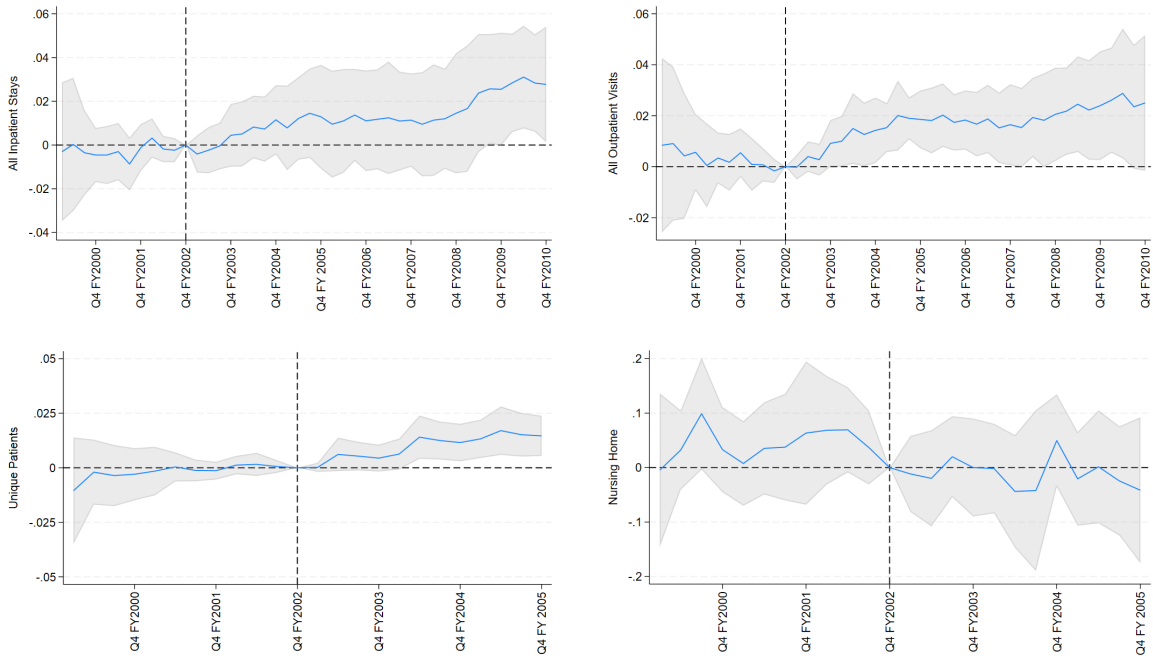 .06
.04
.02
0
-.02
-.04
All Inpatient Stays
Q4 FY2000
Q4 FY2001
Q4 FY2002
Q4 FY2003
Q4 FY2004
Q4 FY 2005
Q4 FY2006
Q4 FY2007
Q4 FY2008
Q4 FY2009
Q4 FY2010
.06
.04
.02
0
-.02
All Outpatient Visits
Q4 FY2000
Q4 FY2001
Q4 FY2002
Q4 FY2003
Q4 FY2004
Q4 FY 2005
Q4 FY2006
Q4 FY2007
Q4 FY2008
Q4 FY2009
Q4 FY2010
.05
.025
0
-.025
-.05
Unique Patients
Q4 FY2000
Q4 FY2001
Q4 FY2002
Q4 FY2003
Q4 FY2004
Q4 FY 2005
.2
.1
0
-.1
-.2
Nursing Home
Q4 FY2000
Q4 FY2001
Q4 FY2002
Q4 FY2003
Q4 FY2004
Q4 FY 2005